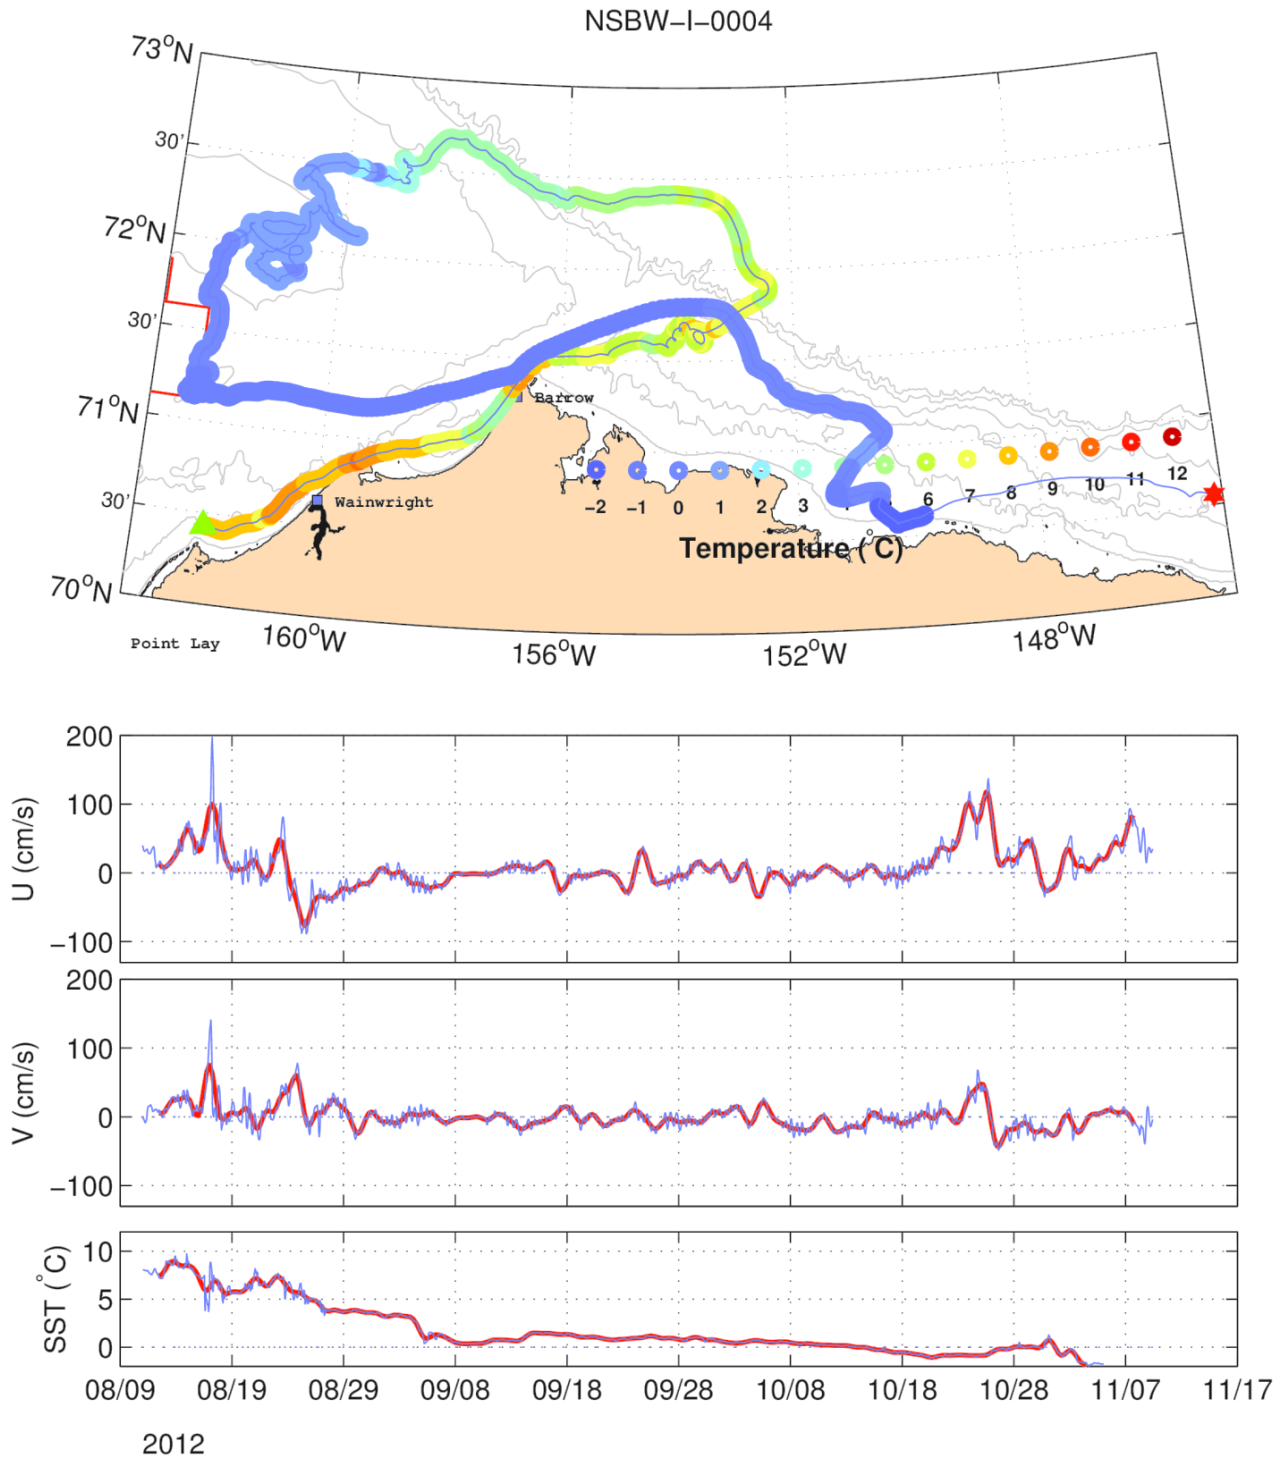 NSBW−I−0004
73°N
30'
72°N
30'
71°N
30'
70°N
Barrow
Wainwright
Point Lay
−2 −1 0 1 2 3 6 7 8 9 10 11 12
Temperature (°C)
160°W 156°W 152°W 148°W
200
100
0
−100
U (cm/s)
200
100
0
−100
V (cm/s)
10
5
0
SST (°C)
08/09 08/19 08/29 09/08 09/18 09/28 10/08 10/18 10/28 11/07 11/17
2012